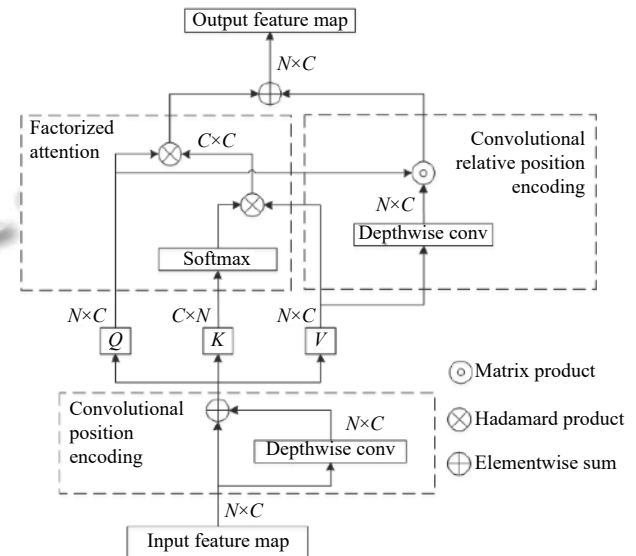 Output feature map
N×C
Factorized
attention
C×C
Convolutional
relative position
encoding
N×C
Depthwise conv
Softmax
N×C
C×N
N×C
Q
K
V
Matrix product
Convolutional
position
encoding
N×C
Depthwise conv
Hadamard product
Elementwise sum
N×C
Input feature map